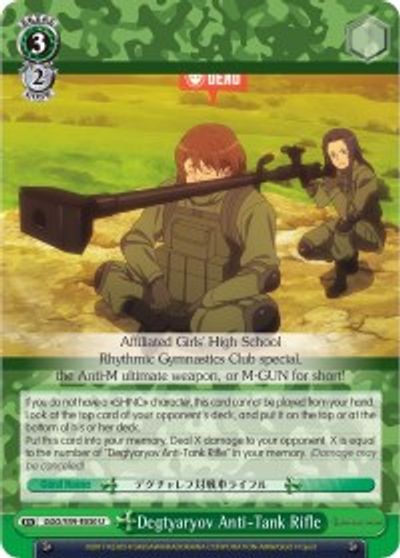 3
2
DEAD
Affiliated Girls' High School
Rhythmic Gymnastics Club special,
the Anti-M ultimate weapon, or M-GUN for short!
If you do not have a «SHINC» character, this card cannot be played from your hand.
Look at the top card of your opponent's deck, and put it on the top or at the
bottom of his or her deck.
Put this card into your memory. Deal X damage to your opponent. X is equal
to the number of "Degtyaryov Anti-Tank Rifle" in your memory. (Damage may
be canceled)
Card Name
デグチャレフ対戦車ライフル
Degtyaryov Anti-Tank Rifle